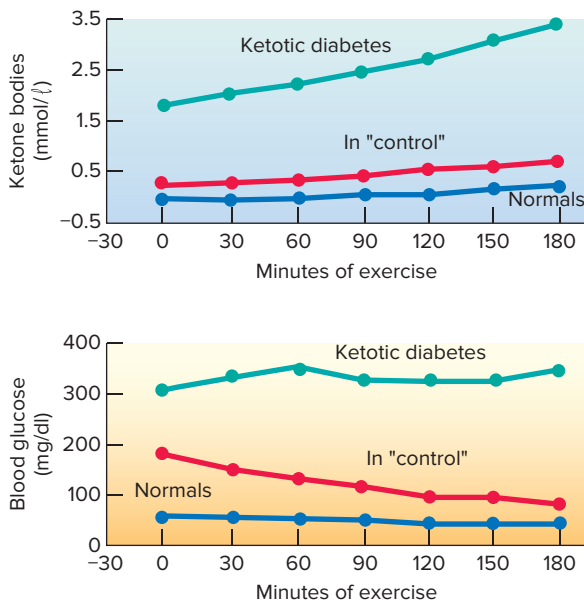 3.5
Ketotic diabetes
2.5
Ketone bodies
(mmol/ℓ)
1.5
In "control"
0.5
Normals
–0.5
–30 0 30 60 90 120 150 180
Minutes of exercise
400
Ketotic diabetes
300
Blood glucose
(mg/dl)
200
In "control"
Normals
100
0
–30 0 30 60 90 120 150 180
Minutes of exercise